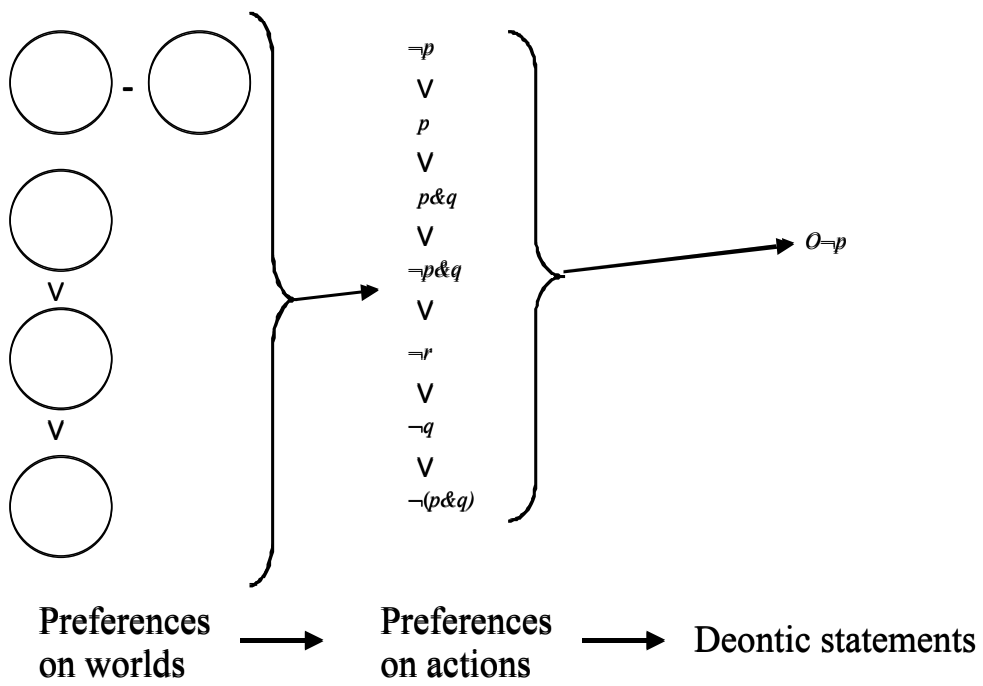 -
∨
∨
¬p
∨
p
∨
p&q
∨
¬p&q
∨
¬r
∨
¬q
∨
¬(p&q)
O¬p
Preferences
on worlds
Preferences
on actions
Deontic statements